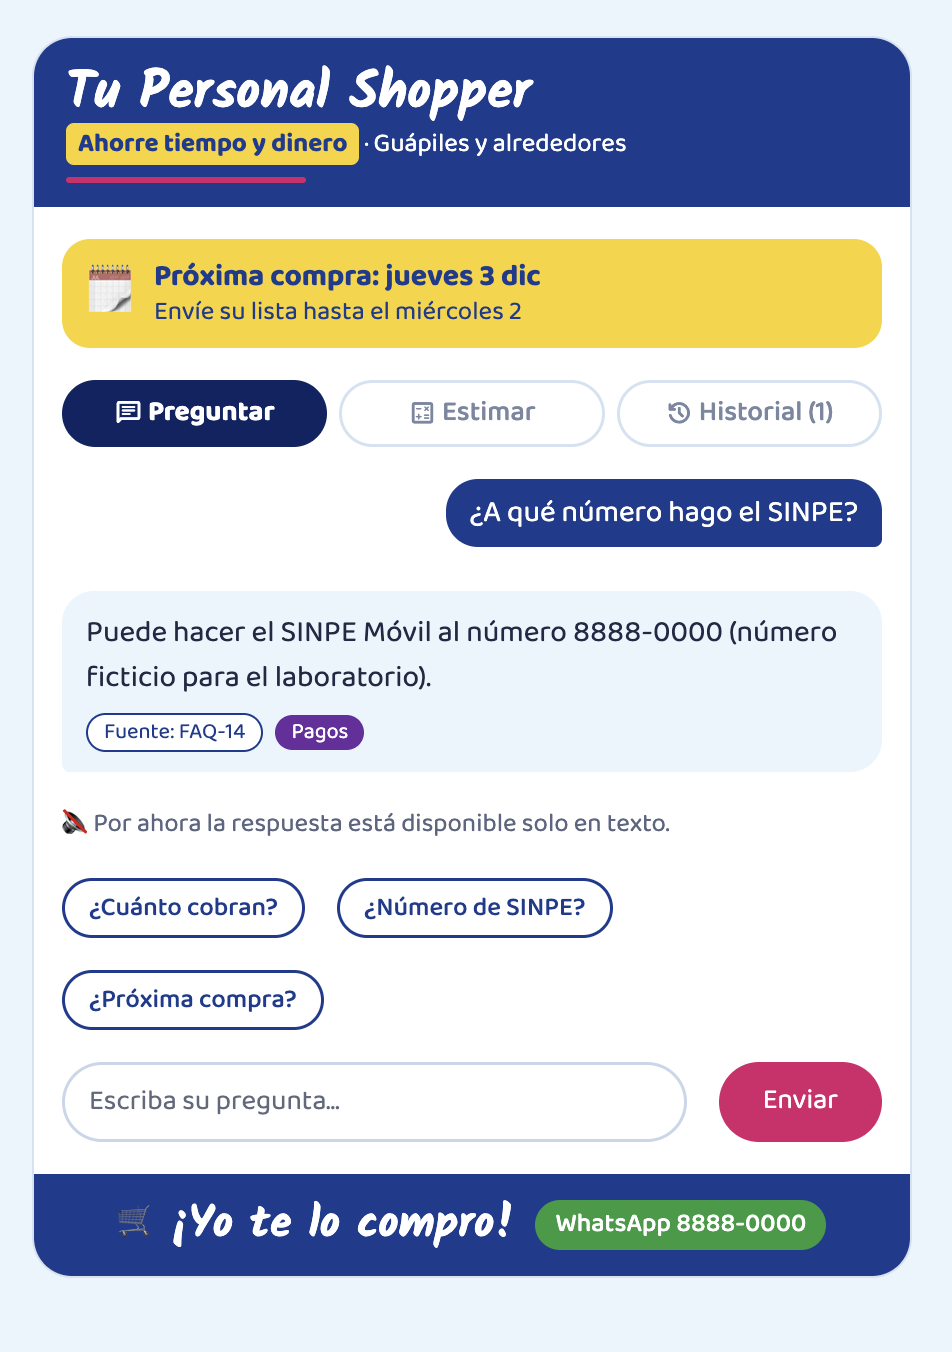 Tu Personal Shopper
Ahorre tiempo y dinero · Guápiles y alrededores
Próxima compra: jueves 3 dic
Envíe su lista hasta el miércoles 2
Preguntar
Estimar
Historial (1)
¿A qué número hago el SINPE?
Puede hacer el SINPE Móvil al número 8888-0000 (número
ficticio para el laboratorio).
Fuente: FAQ-14
Pagos
Por ahora la respuesta está disponible solo en texto.
¿Cuánto cobran?
¿Número de SINPE?
¿Próxima compra?
Escriba su pregunta...
Enviar
¡Yo te lo compro!
WhatsApp 8888-0000